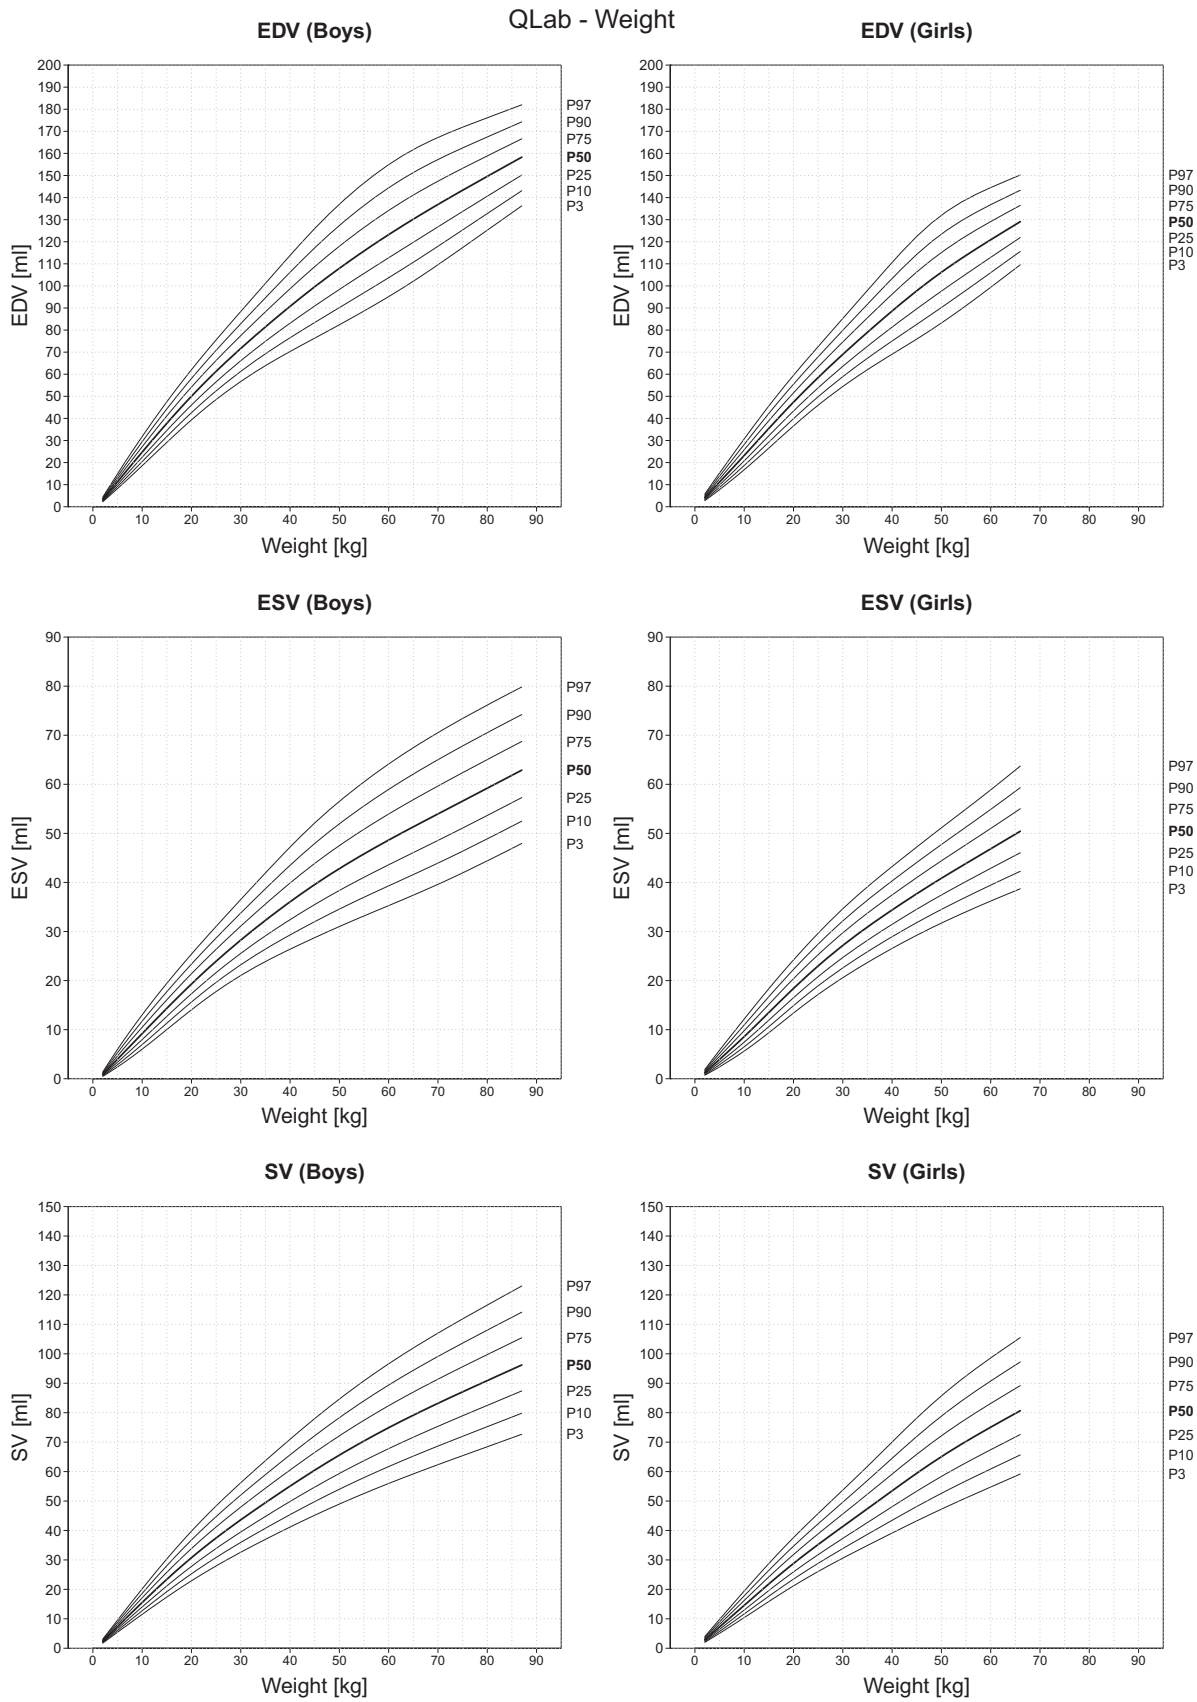 QLab - Weight
EDV (Boys)
EDV [ml]
200
190
180
170
160
150
140
130
120
110
100
90
80
70
60
50
40
30
20
10
0
0 10 20 30 40 50 60 70 80 90
Weight [kg]
P97
P90
P75
P50
P25
P10
P3
EDV (Girls)
EDV [ml]
200
190
180
170
160
150
140
130
120
110
100
90
80
70
60
50
40
30
20
10
0
0 10 20 30 40 50 60 70 80 90
Weight [kg]
P97
P90
P75
P50
P25
P10
P3
ESV (Boys)
ESV [ml]
90
80
70
60
50
40
30
20
10
0
0 10 20 30 40 50 60 70 80 90
Weight [kg]
P97
P90
P75
P50
P25
P10
P3
ESV (Girls)
ESV [ml]
90
80
70
60
50
40
30
20
10
0
0 10 20 30 40 50 60 70 80 90
Weight [kg]
P97
P90
P75
P50
P25
P10
P3
SV (Boys)
SV [ml]
150
140
130
120
110
100
90
80
70
60
50
40
30
20
10
0
0 10 20 30 40 50 60 70 80 90
Weight [kg]
P97
P90
P75
P50
P25
P10
P3
SV (Girls)
SV [ml]
150
140
130
120
110
100
90
80
70
60
50
40
30
20
10
0
0 10 20 30 40 50 60 70 80 90
Weight [kg]
P97
P90
P75
P50
P25
P10
P3